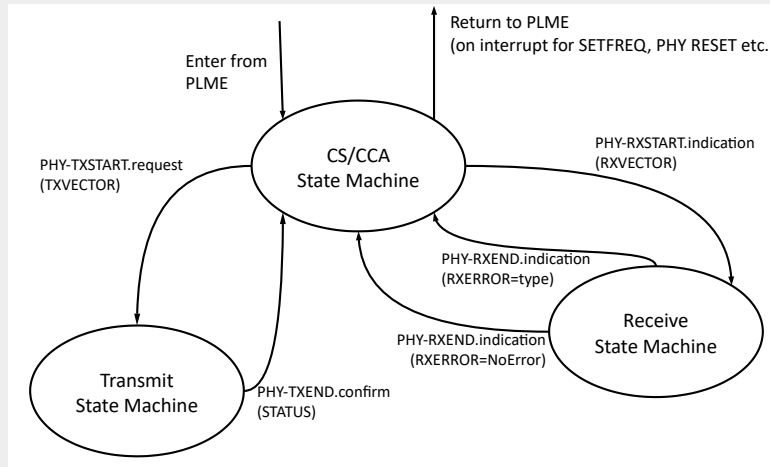 Return to PLME
(on interrupt for SETFREQ, PHY RESET etc.
Enter from
PLME
PHY-TXSTART.request
(TXVECTOR)
CS/CCA
State Machine
PHY-RXSTART.indication
(RXVECTOR)
PHY-RXEND.indication
(RXERROR=type)
PHY-RXEND.indication
(RXERROR=NoError)
Receive
State Machine
Transmit
State Machine
PHY-TXEND.confirm
(STATUS)